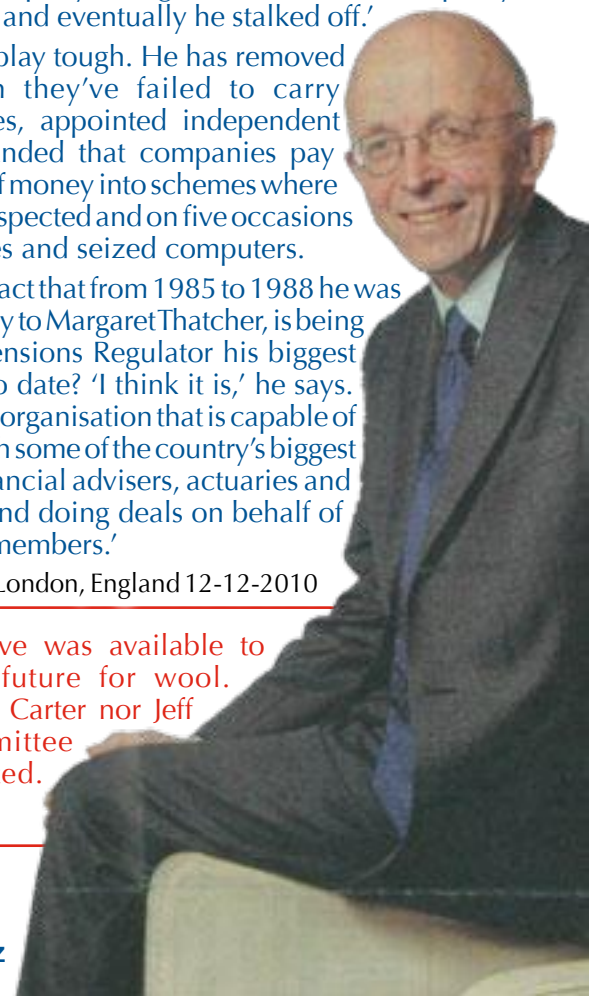 and eventually he stalked off.’
play tough. He has removed
they’ve failed to carry
es, appointed independent
nded that companies pay
f money into schemes where
spected and on five occasions
es and seized computers.
act that from 1985 to 1988 he was
y to Margaret Thatcher, is being
ensions Regulator his biggest
o date? ‘I think it is,’ he says.
organisation that is capable of
n some of the country’s biggest
ancial advisers, actuaries and
nd doing deals on behalf of
members.’
London, England 12-12-2010
ve was available to
future for wool.
Carter nor Jeff
mittee
ed.
z